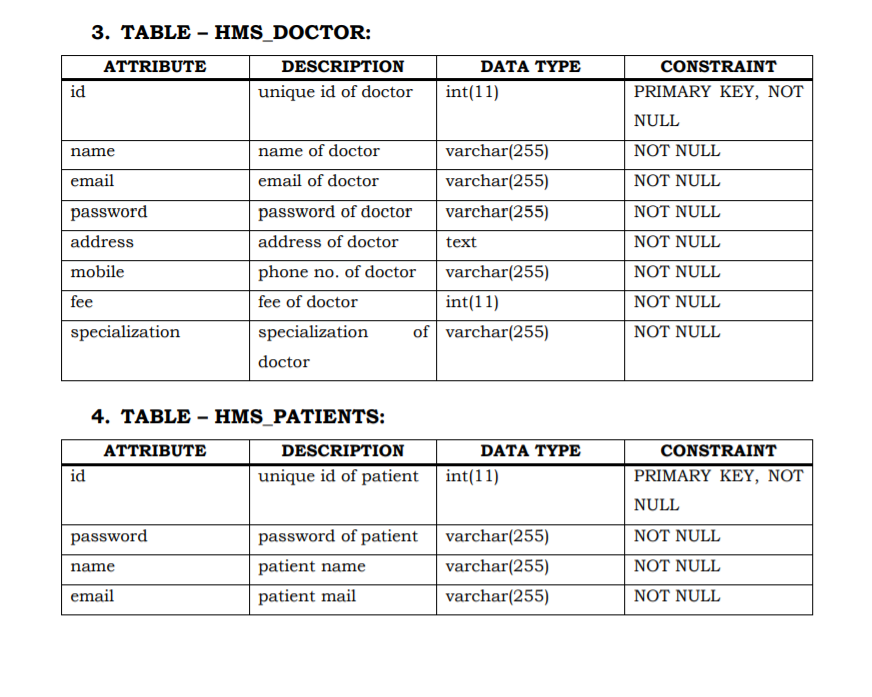 3. TABLE – HMS_DOCTOR:
ATTRIBUTE DESCRIPTION DATA TYPE CONSTRAINT
id unique id of doctor int(11) PRIMARY KEY, NOT
NULL
name name of doctor varchar(255) NOT NULL
email email of doctor varchar(255) NOT NULL
password password of doctor varchar(255) NOT NULL
address address of doctor text NOT NULL
mobile phone no. of doctor varchar(255) NOT NULL
fee fee of doctor int(11) NOT NULL
specialization specialization of varchar(255) NOT NULL
doctor
4. TABLE – HMS_PATIENTS:
ATTRIBUTE DESCRIPTION DATA TYPE CONSTRAINT
id unique id of patient int(11) PRIMARY KEY, NOT
NULL
password password of patient varchar(255) NOT NULL
name patient name varchar(255) NOT NULL
email patient mail varchar(255) NOT NULL